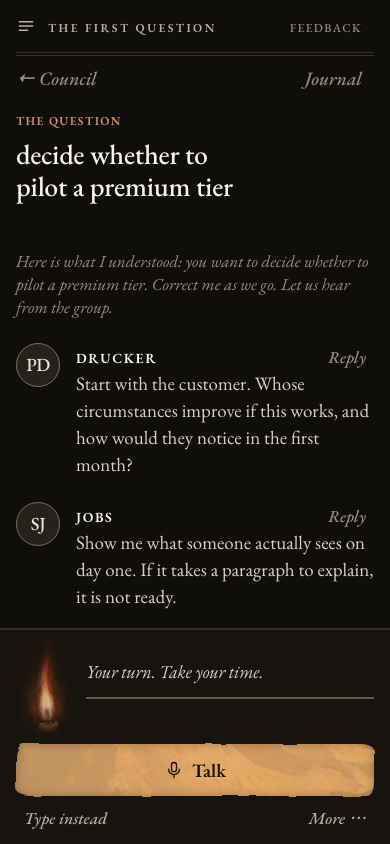 THE FIRST QUESTION
FEEDBACK
← Council
Journal
THE QUESTION
decide whether to
pilot a premium tier
Here is what I understood: you want to decide whether to
pilot a premium tier. Correct me as we go. Let us hear
from the group.
PD
DRUCKER
Reply
Start with the customer. Whose
circumstances improve if this works, and
how would they notice in the first
month?
SJ
JOBS
Reply
Show me what someone actually sees on
day one. If it takes a paragraph to explain,
it is not ready.
Your turn. Take your time.
Talk
Type instead
More ···